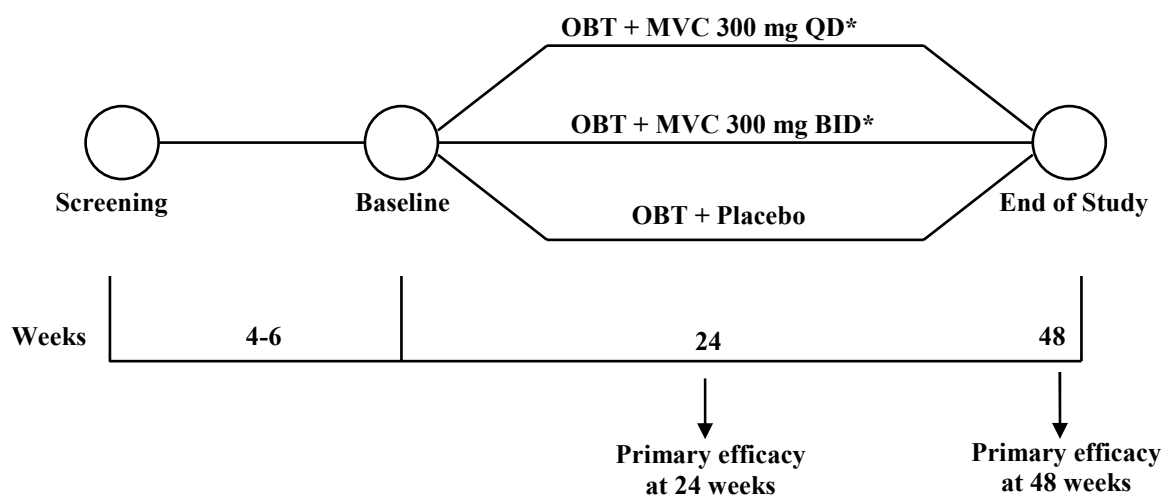 OBT + MVC 300 mg QD*
OBT + MVC 300 mg BID*
Screening
Baseline
OBT + Placebo
End of Study
Weeks
4-6
24
48
Primary efficacy
at 24 weeks
Primary efficacy
at 48 weeks